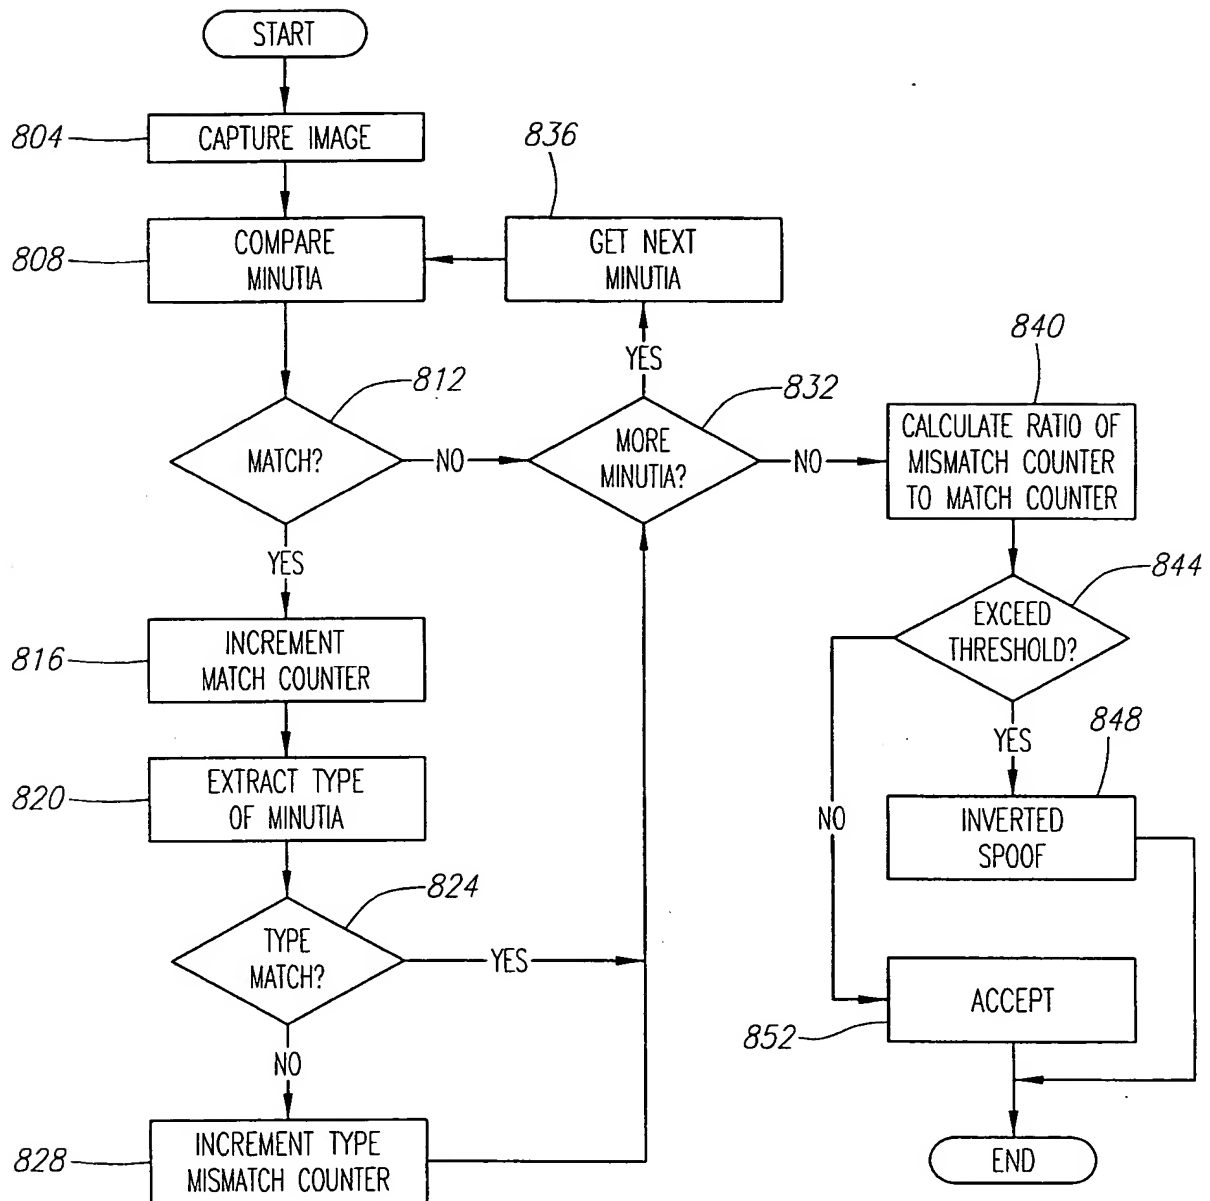 START
804
CAPTURE IMAGE
836
808
COMPARE
MINUTIA
GET NEXT
MINUTIA
840
YES
812
832
CALCULATE RATIO OF
MISMATCH COUNTER
TO MATCH COUNTER
MATCH?
NO
MORE
MINUTIA?
NO
844
YES
EXCEED
THRESHOLD?
816
INCREMENT
MATCH COUNTER
848
YES
820
EXTRACT TYPE
OF MINUTIA
NO
INVERTED
SPOOF
824
TYPE
MATCH?
YES
ACCEPT
852
NO
828
INCREMENT TYPE
MISMATCH COUNTER
END